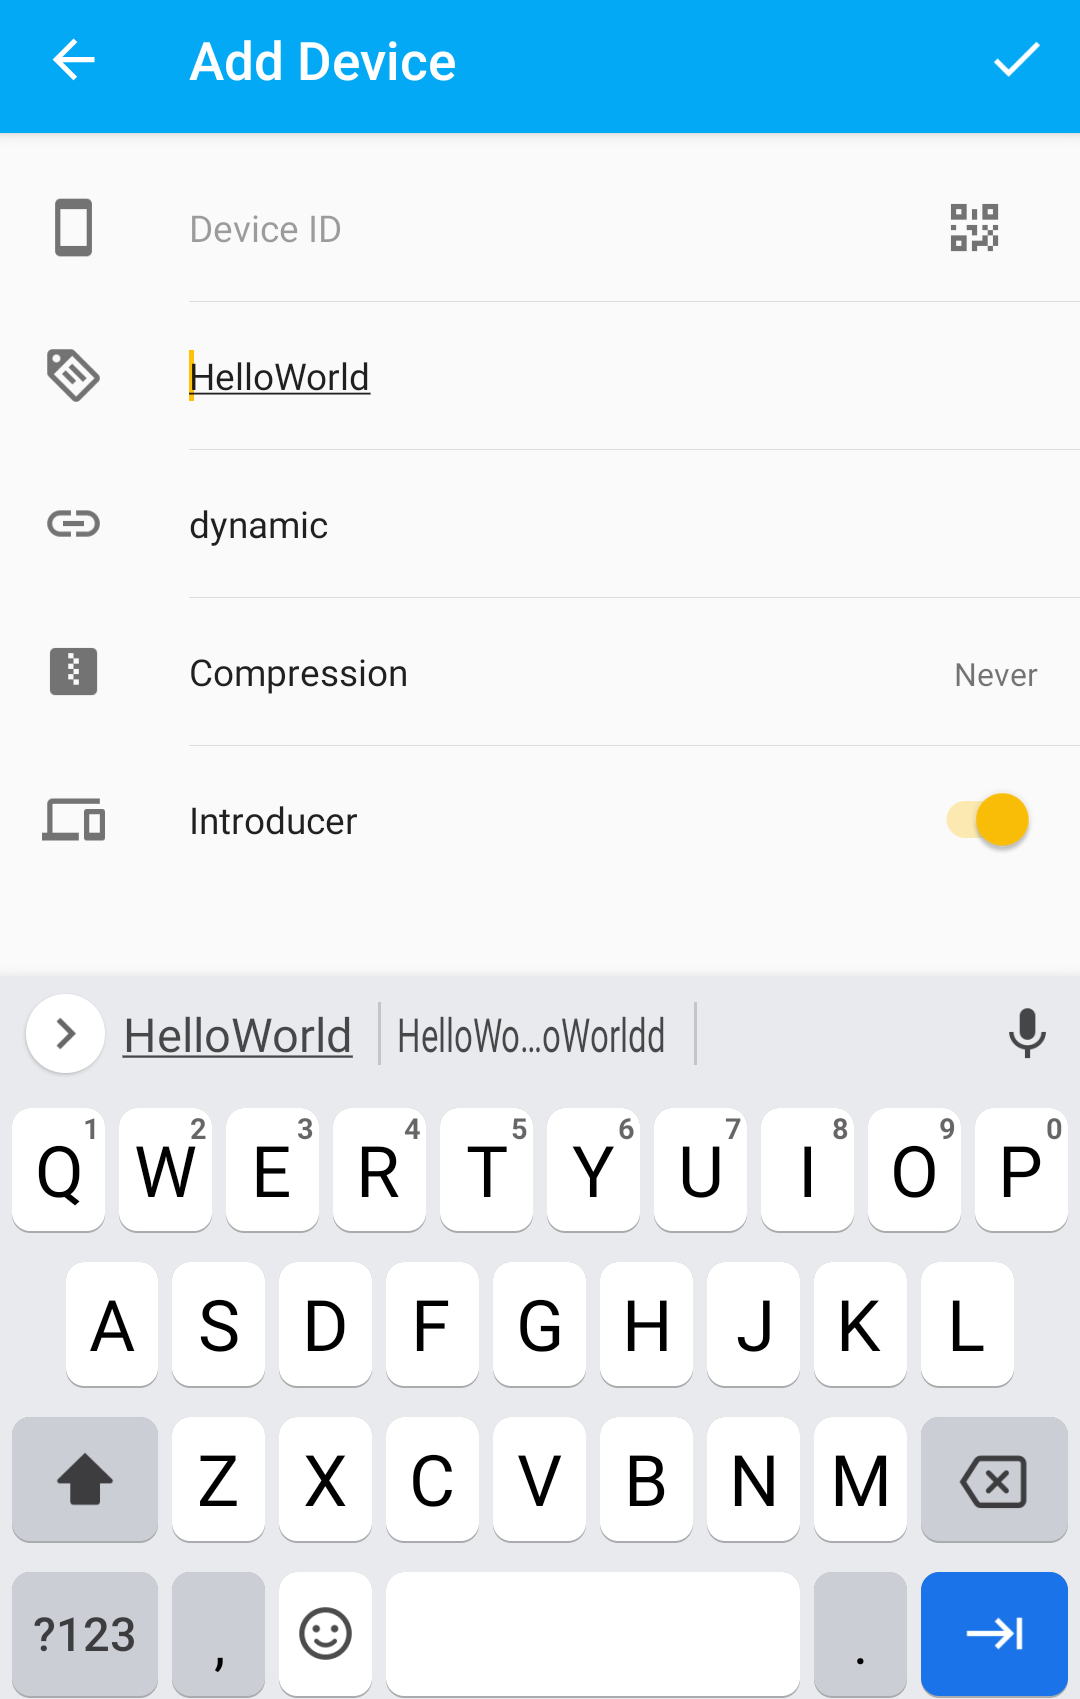 Add Device
Device ID
HelloWorld
dynamic
Compression Never
Introducer
HelloWorld HelloWo...oWorldd
1 2 3 4 5 6 7 8 9 0
Q W E R T Y U I O P
A S D F G H J K L
Z X C V B N M
?123 , .